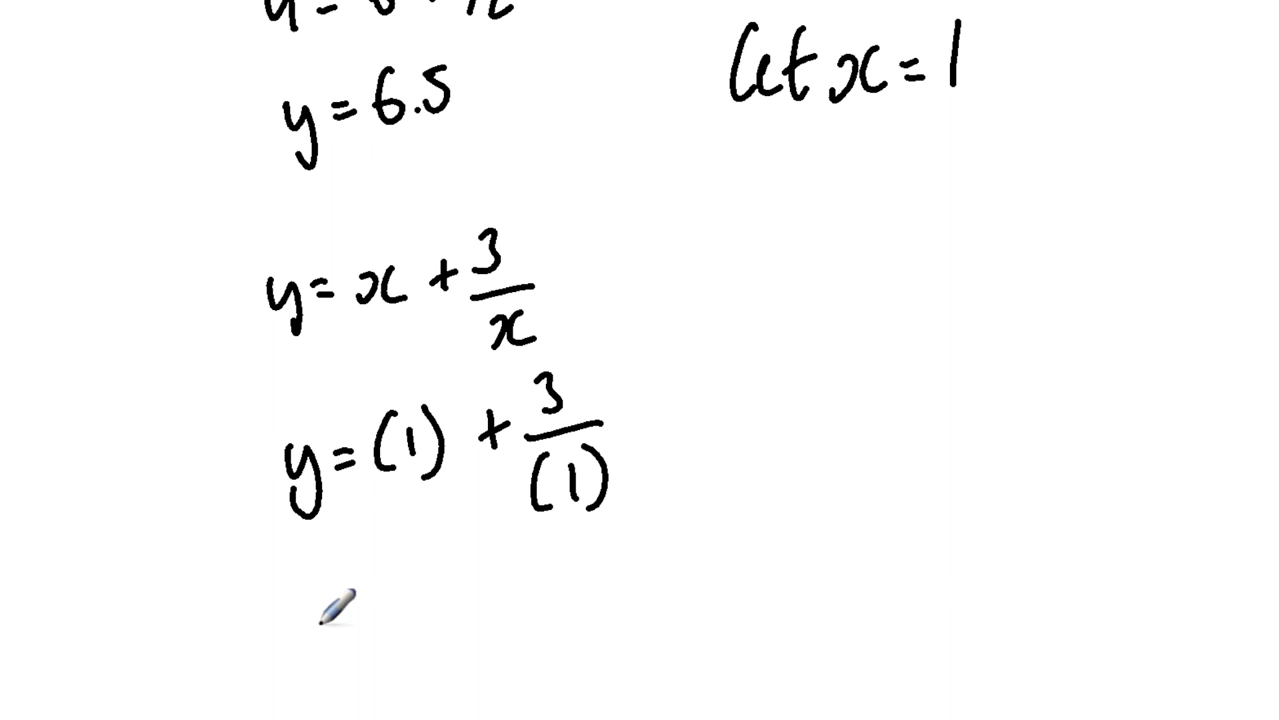 y = 6.5
let x = 1
y = x + 3/x
y = (1) + 3/(1)